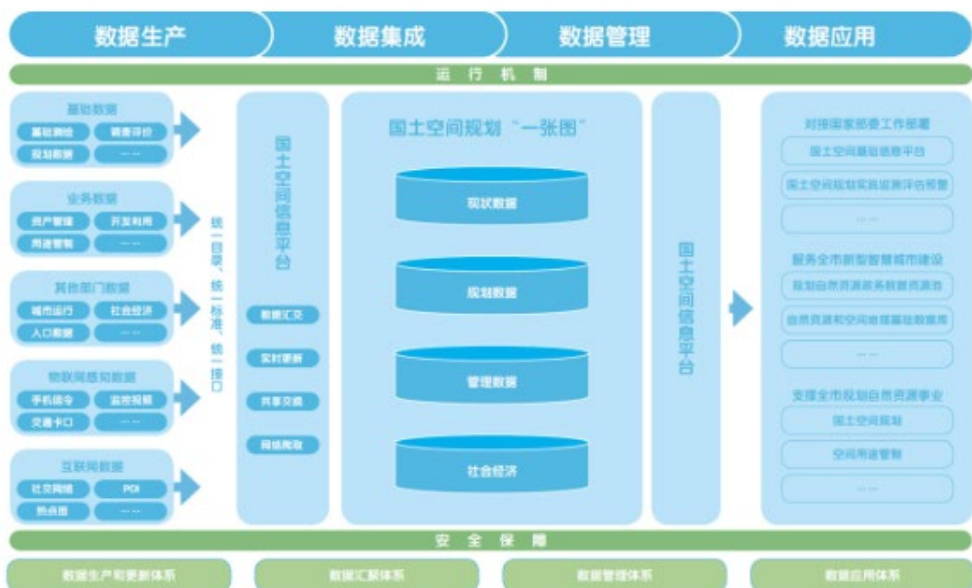 数据生产
数据集成
数据管理
数据应用
运行机制
基础数据
基础测绘
调查评价
规划数据
... ...
业务数据
资产管理
开发利用
用途管制
... ...
其他部门数据
城市运行
社会经济
人口数据
... ...
物联网感知数据
手机信令
监控视频
交通卡口
... ...
互联网数据
社交网络
POI
热点图
... ...
统一目录、统一标准、统一接口
国土空间信息平台
数据汇交
实时更新
共享交换
网络爬取
国土空间规划“一张图”
现状数据
规划数据
管理数据
社会经济
国土空间信息平台
对接国家部委工作部署
国土空间基础信息平台
国土空间规划实施监测评估预警
... ...
服务全市新型智慧城市建设
规划自然资源政务数据资源池
自然资源和空间地理基础数据库
... ...
支撑全市规划自然资源事业
国土空间规划
空间用途管制
... ...
安全保障
数据生产和更新体系
数据汇聚体系
数据管理体系
数据应用体系